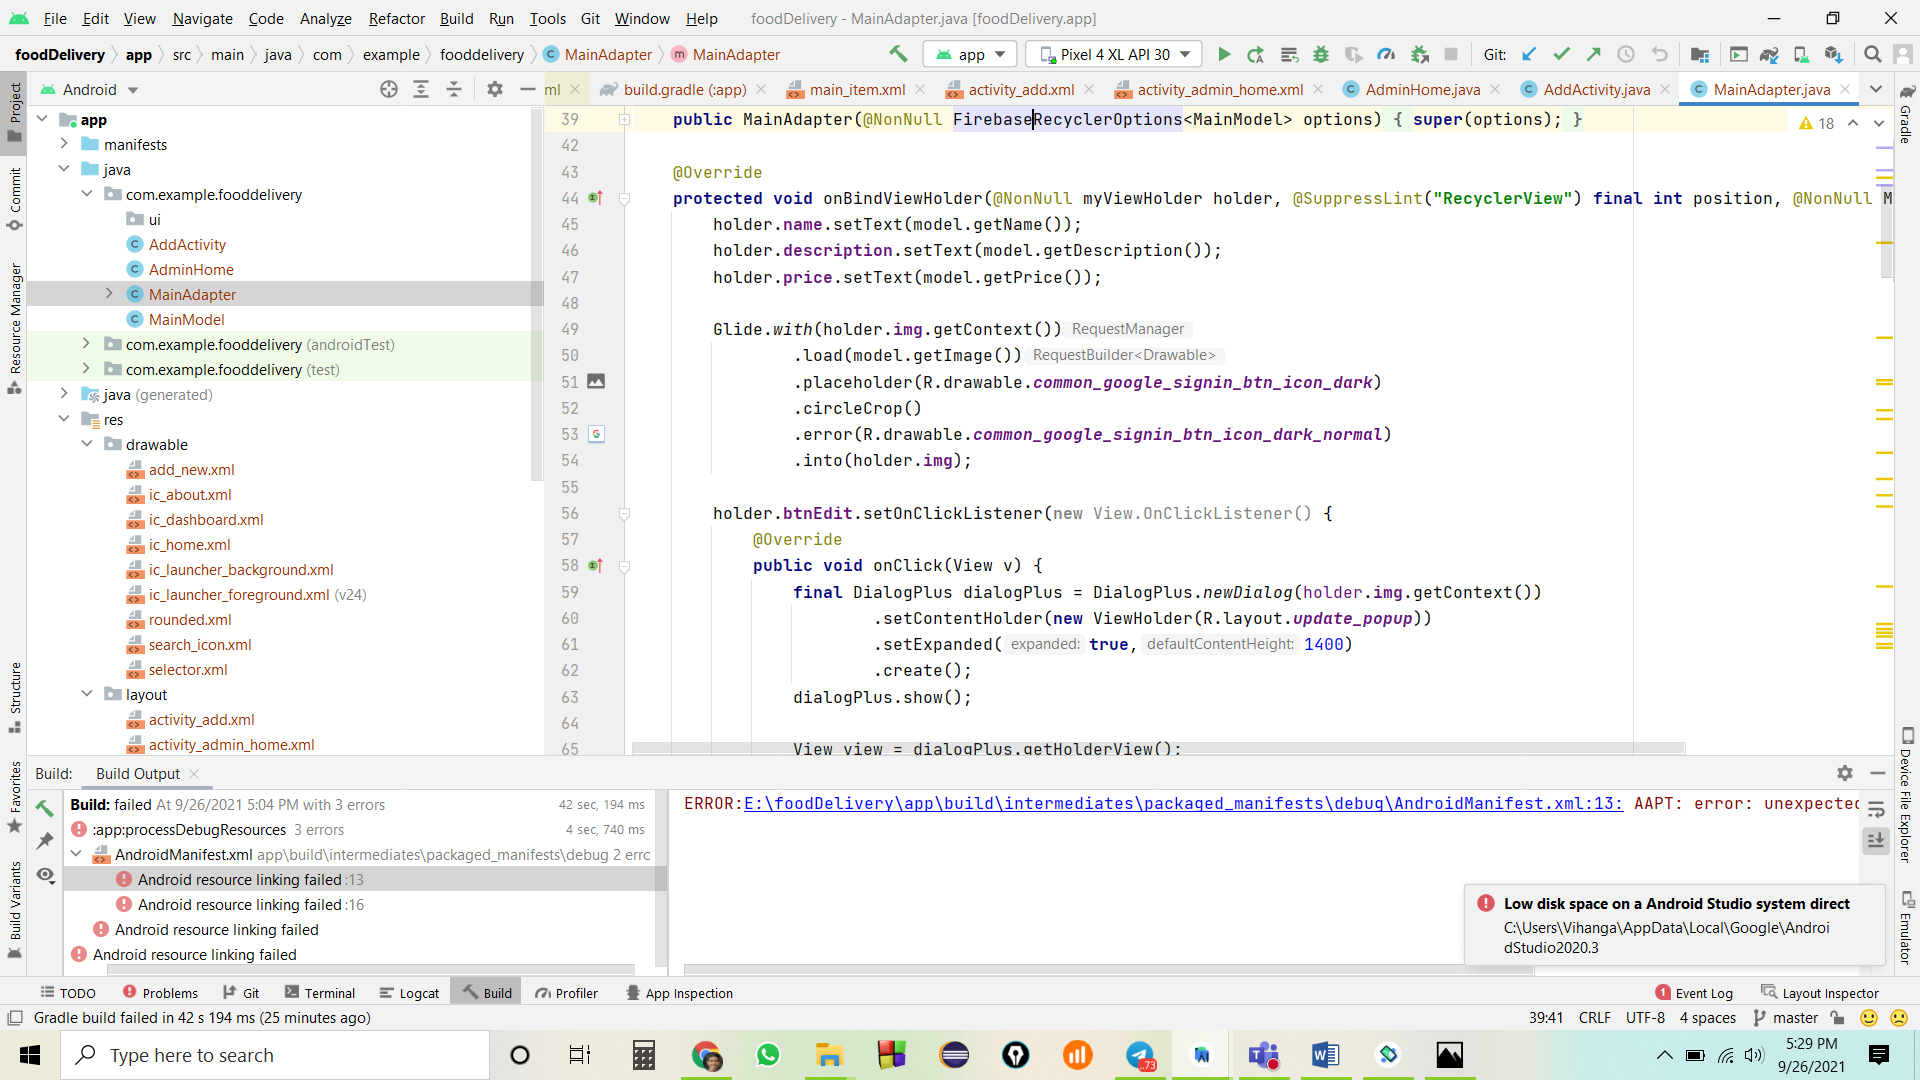 File Edit View Navigate Code Analyze Refactor Build Run Tools Git Window Help foodDelivery - MainAdapter.java [foodDelivery.app]
foodDelivery app src main java com example fooddelivery MainAdapter MainAdapter app Pixel 4 XL API 30 Git:
Android ml build.gradle (:app) main_item.xml activity_add.xml activity_admin_home.xml AdminHome.java AddActivity.java MainAdapter.java
Project
Commit
Resource Manager
Structure
Favorites
Build Variants
app
manifests
java
com.example.fooddelivery
ui
AddActivity
AdminHome
MainAdapter
MainModel
com.example.fooddelivery (androidTest)
com.example.fooddelivery (test)
java (generated)
res
drawable
add_new.xml
ic_about.xml
ic_dashboard.xml
ic_home.xml
ic_launcher_background.xml
ic_launcher_foreground.xml (v24)
rounded.xml
search_icon.xml
selector.xml
layout
activity_add.xml
activity_admin_home.xml
18
39 public MainAdapter(@NonNull FirebaseRecyclerOptions<MainModel> options) { super(options); }
42
43 @Override
44 protected void onBindViewHolder(@NonNull myViewHolder holder, @SuppressLint("RecyclerView") final int position, @NonNull M
45 holder.name.setText(model.getName());
46 holder.description.setText(model.getDescription());
47 holder.price.setText(model.getPrice());
48
49 Glide.with(holder.img.getContext()) RequestManager
50 .load(model.getImage()) RequestBuilder<Drawable>
51 .placeholder(R.drawable.common_google_signin_btn_icon_dark)
52 .circleCrop()
53 .error(R.drawable.common_google_signin_btn_icon_dark_normal)
54 .into(holder.img);
55
56 holder.btnEdit.setOnClickListener(new View.OnClickListener() {
57 @Override
58 public void onClick(View v) {
59 final DialogPlus dialogPlus = DialogPlus.newDialog(holder.img.getContext())
60 .setContentHolder(new ViewHolder(R.layout.update_popup))
61 .setExpanded( expanded: true, defaultContentHeight: 1400)
62 .create();
63 dialogPlus.show();
64
65 View view = dialogPlus.getHolderView();
Gradle
Device File Explorer
Emulator
Build: Build Output
Build: failed At 9/26/2021 5:04 PM with 3 errors 42 sec, 194 ms
:app:processDebugResources 3 errors 4 sec, 740 ms
AndroidManifest.xml app\build\intermediates\packaged_manifests\debug 2 erro
Android resource linking failed :13
Android resource linking failed :16
Android resource linking failed
Android resource linking failed
ERROR:E:\foodDelivery\app\build\intermediates\packaged_manifests\debug\AndroidManifest.xml:13: AAPT: error: unexpected
Low disk space on a Android Studio system direct
C:\Users\Vihanga\AppData\Local\Google\Androi
dStudio2020.3
TODO Problems Git Terminal Logcat Build Profiler App Inspection 1 Event Log Layout Inspector
Gradle build failed in 42 s 194 ms (25 minutes ago) 39:41 CRLF UTF-8 4 spaces master
Type here to search 73 5:29 PM
9/26/2021